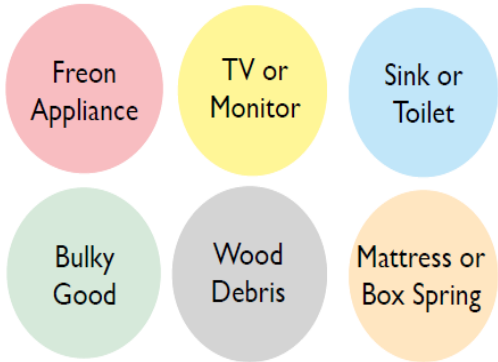 Freon
Appliance
TV or
Monitor
Sink or
Toilet
Bulky
Good
Wood
Debris
Mattress or
Box Spring